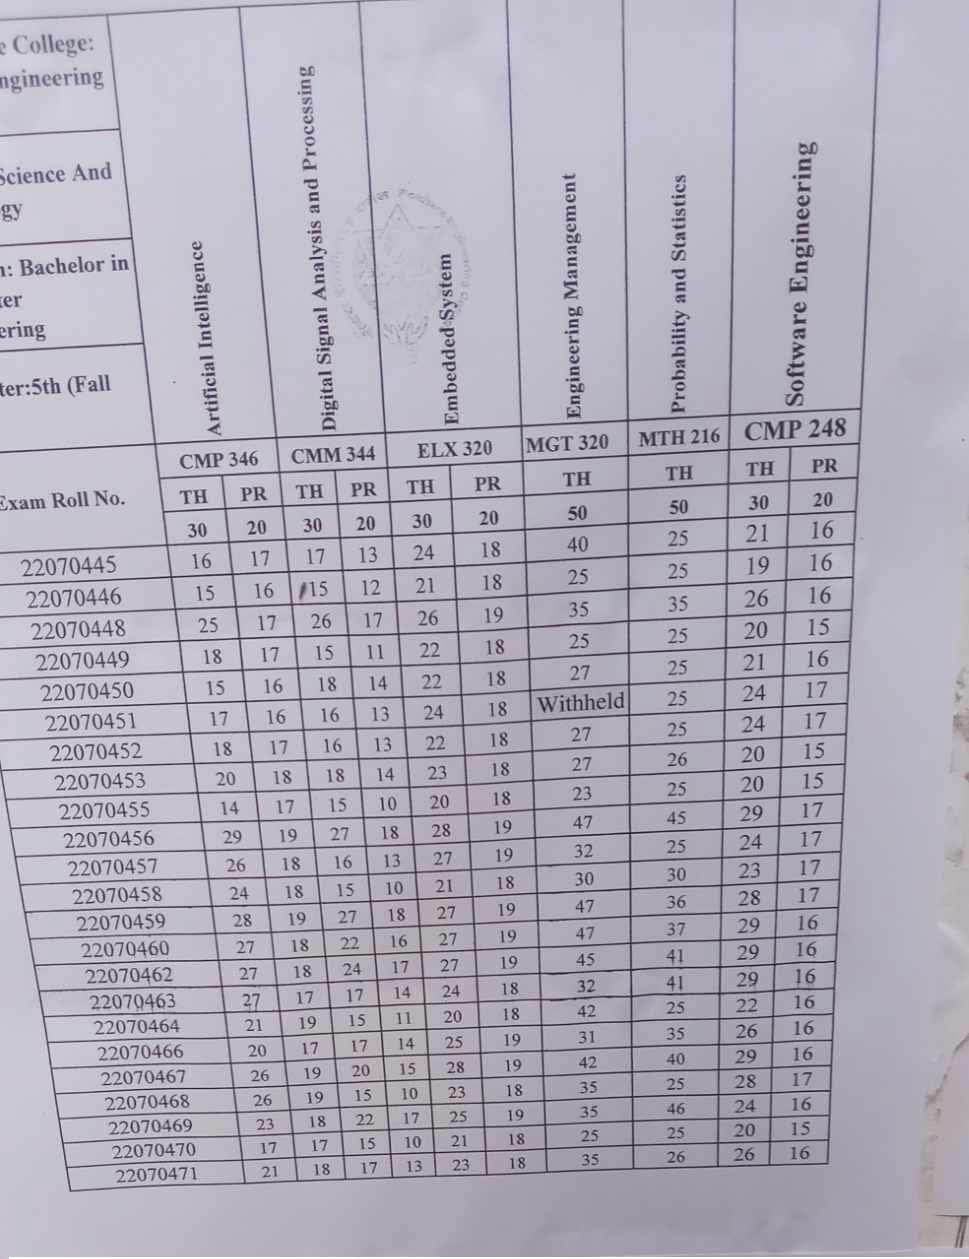 e College:
ngineering
Science And
gy
n: Bachelor in
ter
ering
ter:5th (Fall
Artificial Intelligence
Digital Signal Analysis and Processing
Embedded System
Engineering Management
Probability and Statistics
Software Engineering
Exam Roll No.
CMP 346 CMM 344 ELX 320 MGT 320 MTH 216 CMP 248
TH PR TH PR TH PR TH TH TH PR
30 20 30 20 30 20 50 50 30 20
22070445 16 17 17 13 24 18 40 25 21 16
22070446 15 16 15 12 21 18 25 25 19 16
22070448 25 17 26 17 26 19 35 35 26 16
22070449 18 17 15 11 22 18 25 25 20 15
22070450 15 16 18 14 22 18 27 25 21 16
22070451 17 16 16 13 24 18 Withheld 25 24 17
22070452 18 17 16 13 22 18 27 25 24 17
22070453 20 18 18 14 23 18 27 26 20 15
22070455 14 17 15 10 20 18 23 25 20 15
22070456 29 19 27 18 28 19 47 45 29 17
22070457 26 18 16 13 27 19 32 25 24 17
22070458 24 18 15 10 21 18 30 30 23 17
22070459 28 19 27 18 27 19 47 36 28 17
22070460 27 18 22 16 27 19 47 37 29 16
22070462 27 18 24 17 27 19 45 41 29 16
22070463 27 17 17 14 24 18 32 41 29 16
22070464 21 19 15 11 20 18 42 25 22 16
22070466 20 17 17 14 25 19 31 35 26 16
22070467 26 19 20 15 28 19 42 40 29 16
22070468 26 19 15 10 23 18 35 25 28 17
22070469 23 18 22 17 25 19 35 46 24 16
22070470 17 17 15 10 21 18 25 25 20 15
22070471 21 18 17 13 23 18 35 26 26 16